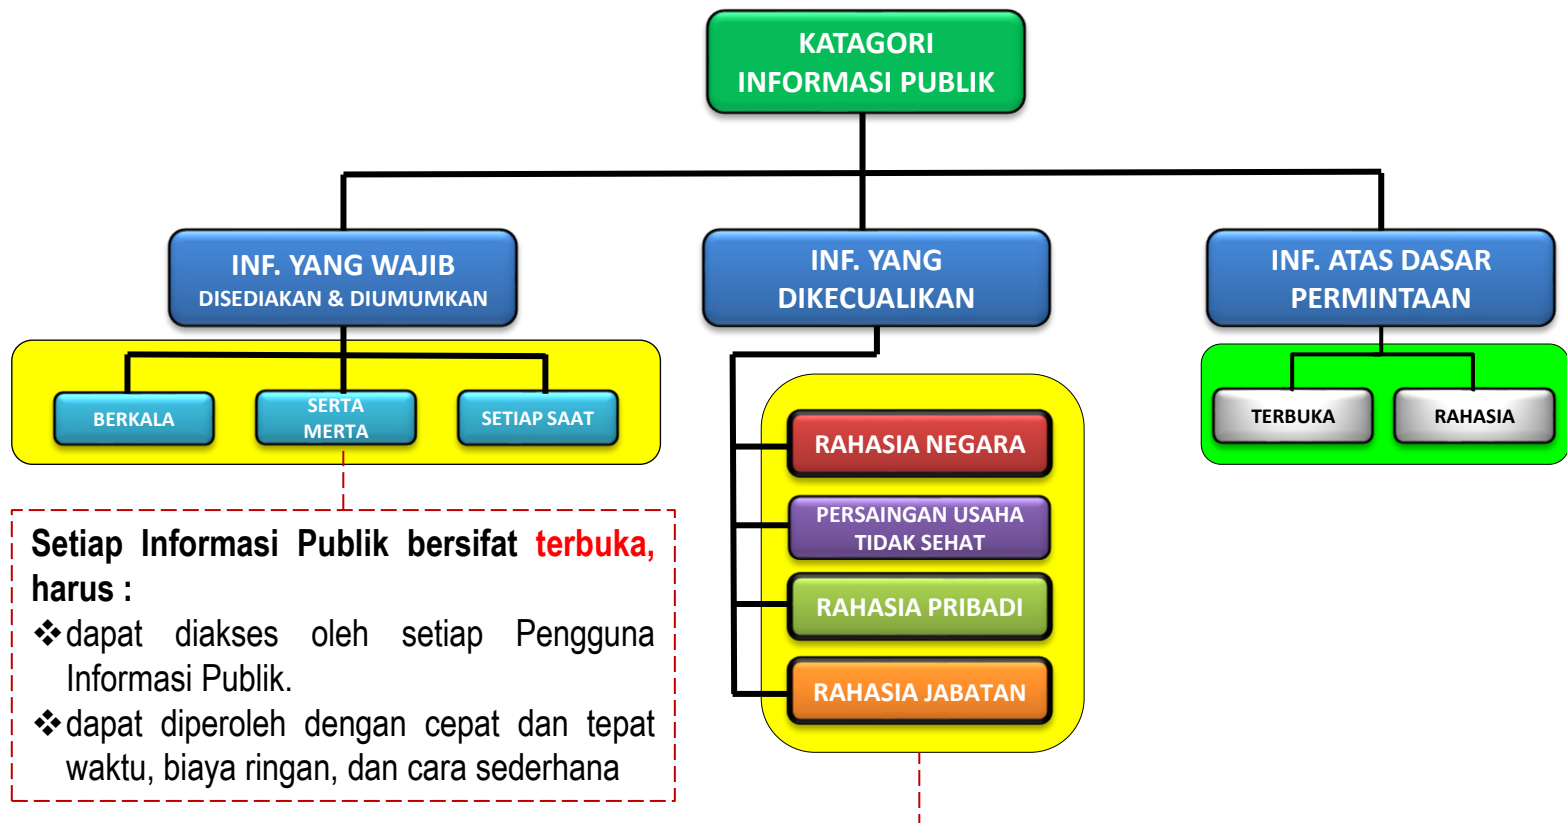 KATAGORI
INFORMASI PUBLIK
INF. YANG WAJIB
DISEDIAKAN & DIUMUMKAN
INF. YANG
DIKECUALIKAN
INF. ATAS DASAR
PERMINTAAN
BERKALA
SERTA
MERTA
SETIAP SAAT
TERBUKA
RAHASIA
RAHASIA NEGARA
PERSAINGAN USAHA
TIDAK SEHAT
RAHASIA PRIBADI
RAHASIA JABATAN
Setiap Informasi Publik bersifat terbuka,
harus :
❖dapat diakses oleh setiap Pengguna
Informasi Publik.
❖dapat diperoleh dengan cepat dan tepat
waktu, biaya ringan, dan cara sederhana